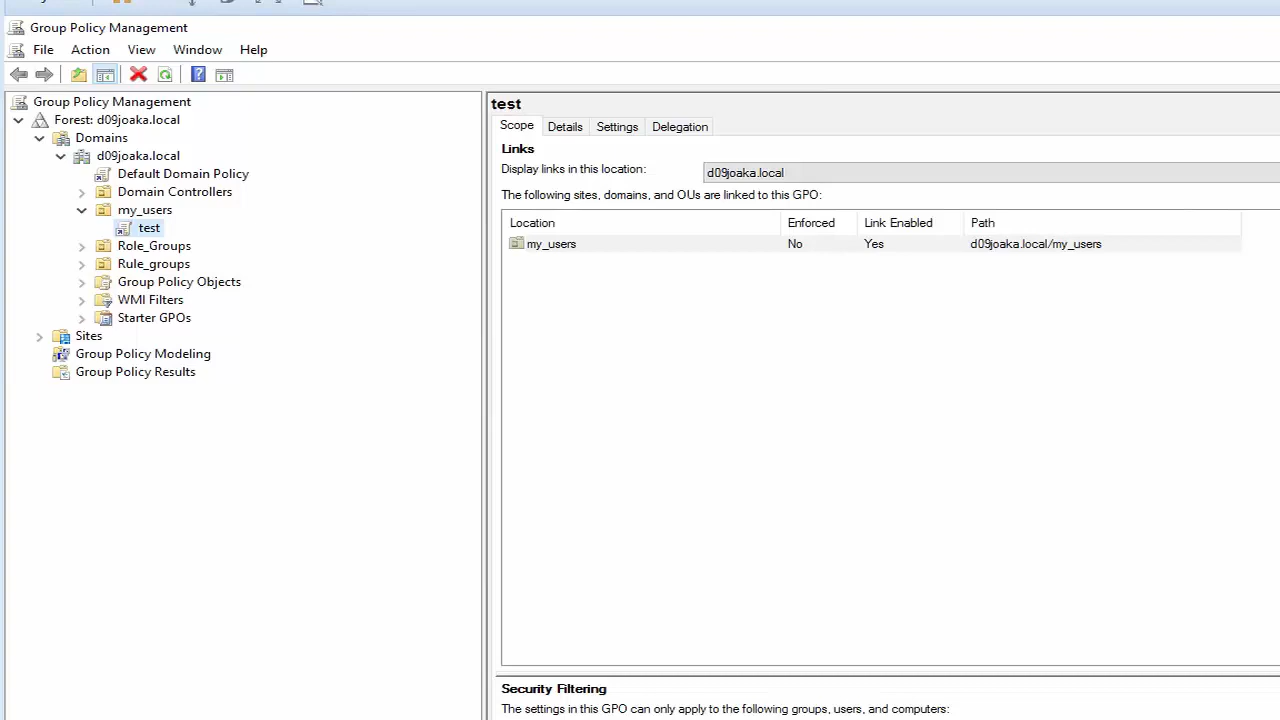 Group Policy Management
File Action View Window Help
Group Policy Management
Forest: d09joaka.local
Domains
d09joaka.local
Default Domain Policy
Domain Controllers
my_users
test
Role_Groups
Rule_groups
Group Policy Objects
WMI Filters
Starter GPOs
Sites
Group Policy Modeling
Group Policy Results
test
Scope Details Settings Delegation
Links
Display links in this location: d09joaka.local
The following sites, domains, and OUs are linked to this GPO:
Location Enforced Link Enabled Path
my_users No Yes d09joaka.local/my_users
Security Filtering
The settings in this GPO can only apply to the following groups, users, and computers: